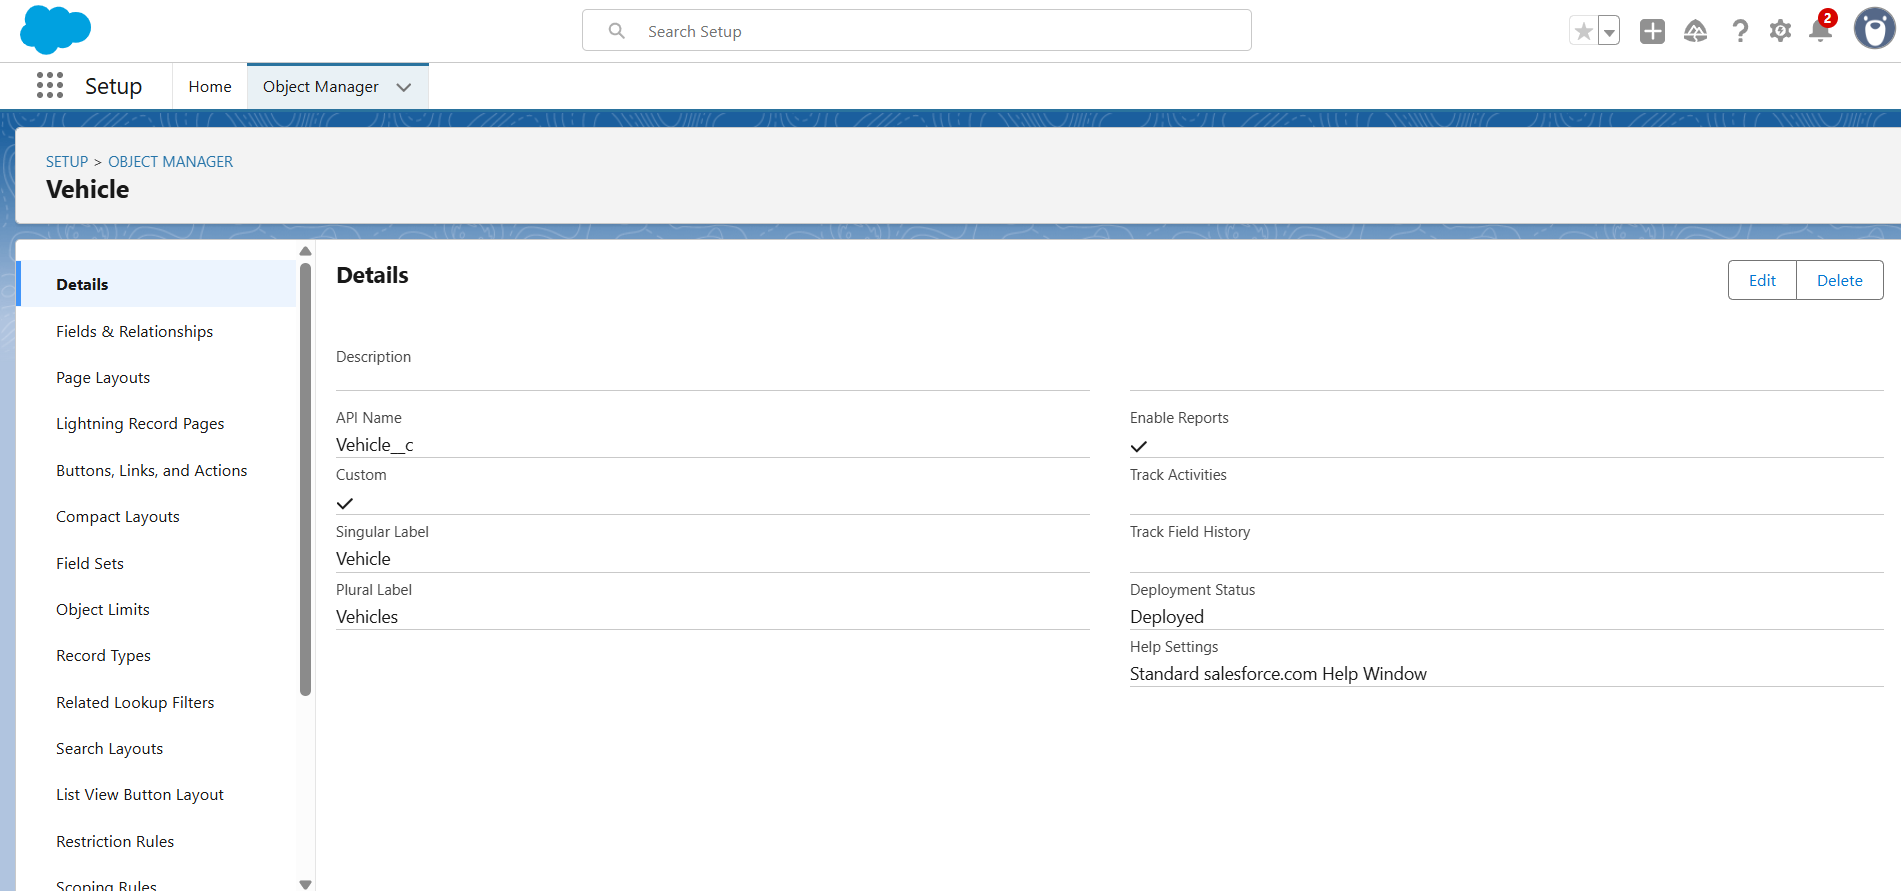 Search Setup
2
Setup
Home
Object Manager
SETUP > OBJECT MANAGER
Vehicle
Details
Fields & Relationships
Page Layouts
Lightning Record Pages
Buttons, Links, and Actions
Compact Layouts
Field Sets
Object Limits
Record Types
Related Lookup Filters
Search Layouts
List View Button Layout
Restriction Rules
Scoping Rules
Details
Edit
Delete
Description
API Name
Vehicle__c
Custom
Singular Label
Vehicle
Plural Label
Vehicles
Enable Reports
Track Activities
Track Field History
Deployment Status
Deployed
Help Settings
Standard salesforce.com Help Window